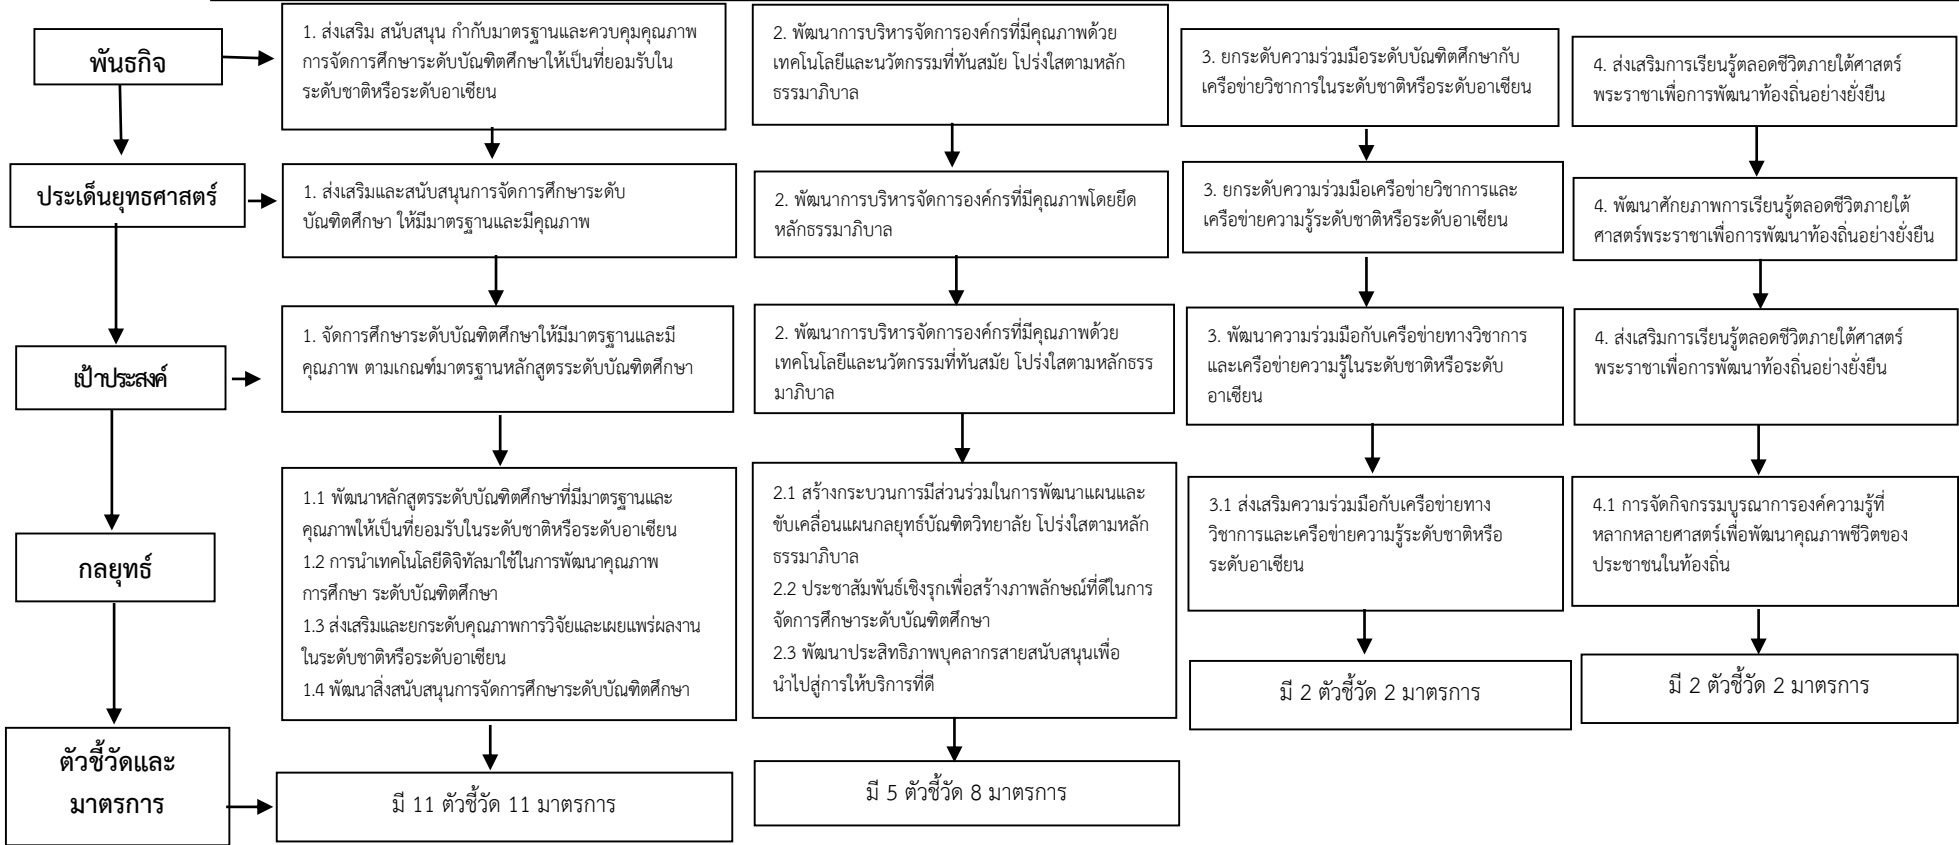 พันธกิจ
1. ส่งเสริม สนับสนุน กำกับมาตรฐานและควบคุมคุณภาพ
การจัดการศึกษาระดับบัณฑิตศึกษาให้เป็นที่ยอมรับใน
ระดับชาติหรือระดับอาเซียน
2. พัฒนาการบริหารจัดการองค์กรที่มีคุณภาพด้วย
เทคโนโลยีและนวัตกรรมที่ทันสมัย โปร่งใสตามหลัก
ธรรมาภิบาล
3. ยกระดับความร่วมมือระดับบัณฑิตศึกษากับ
เครือข่ายวิชาการในระดับชาติหรือระดับอาเซียน
4. ส่งเสริมการเรียนรู้ตลอดชีวิตภายใต้ศาสตร์
พระราชาเพื่อการพัฒนาท้องถิ่นอย่างยั่งยืน
ประเด็นยุทธศาสตร์
1. ส่งเสริมและสนับสนุนการจัดการศึกษาระดับ
บัณฑิตศึกษา ให้มีมาตรฐานและมีคุณภาพ
2. พัฒนาการบริหารจัดการองค์กรที่มีคุณภาพโดยยึด
หลักธรรมาภิบาล
3. ยกระดับความร่วมมือเครือข่ายวิชาการและ
เครือข่ายความรู้ระดับชาติหรือระดับอาเซียน
4. พัฒนาศักยภาพการเรียนรู้ตลอดชีวิตภายใต้
ศาสตร์พระราชาเพื่อการพัฒนาท้องถิ่นอย่างยั่งยืน
เป้าประสงค์
1. จัดการศึกษาระดับบัณฑิตศึกษาให้มีมาตรฐานและมี
คุณภาพ ตามเกณฑ์มาตรฐานหลักสูตรระดับบัณฑิตศึกษา
2. พัฒนาการบริหารจัดการองค์กรที่มีคุณภาพด้วย
เทคโนโลยีและนวัตกรรมที่ทันสมัย โปร่งใสตามหลักธรร
มาภิบาล
3. พัฒนาความร่วมมือกับเครือข่ายทางวิชาการ
และเครือข่ายความรู้ในระดับชาติหรือระดับ
อาเซียน
4. ส่งเสริมการเรียนรู้ตลอดชีวิตภายใต้ศาสตร์
พระราชาเพื่อการพัฒนาท้องถิ่นอย่างยั่งยืน
กลยุทธ์
1.1 พัฒนาหลักสูตรระดับบัณฑิตศึกษาที่มีมาตรฐานและ
คุณภาพให้เป็นที่ยอมรับในระดับชาติหรือระดับอาเซียน
1.2 การนำเทคโนโลยีดิจิทัลมาใช้ในการพัฒนาคุณภาพ
การศึกษา ระดับบัณฑิตศึกษา
1.3 ส่งเสริมและยกระดับคุณภาพการวิจัยและเผยแพร่ผลงาน
ในระดับชาติหรือระดับอาเซียน
1.4 พัฒนาสิ่งสนับสนุนการจัดการศึกษาระดับบัณฑิตศึกษา
2.1 สร้างกระบวนการมีส่วนร่วมในการพัฒนาแผนและ
ขับเคลื่อนแผนกลยุทธ์บัณฑิตวิทยาลัย โปร่งใสตามหลัก
ธรรมาภิบาล
2.2 ประชาสัมพันธ์เชิงรุกเพื่อสร้างภาพลักษณ์ที่ดีในการ
จัดการศึกษาระดับบัณฑิตศึกษา
2.3 พัฒนาประสิทธิภาพบุคลากรสายสนับสนุนเพื่อ
นำไปสู่การให้บริการที่ดี
3.1 ส่งเสริมความร่วมมือกับเครือข่ายทาง
วิชาการและเครือข่ายความรู้ระดับชาติหรือ
ระดับอาเซียน
4.1 การจัดกิจกรรมบูรณาการองค์ความรู้ที่
หลากหลายศาสตร์เพื่อพัฒนาคุณภาพชีวิตของ
ประชาชนในท้องถิ่น
ตัวชี้วัดและ
มาตรการ
มี 11 ตัวชี้วัด 11 มาตรการ
มี 5 ตัวชี้วัด 8 มาตรการ
มี 2 ตัวชี้วัด 2 มาตรการ
มี 2 ตัวชี้วัด 2 มาตรการ